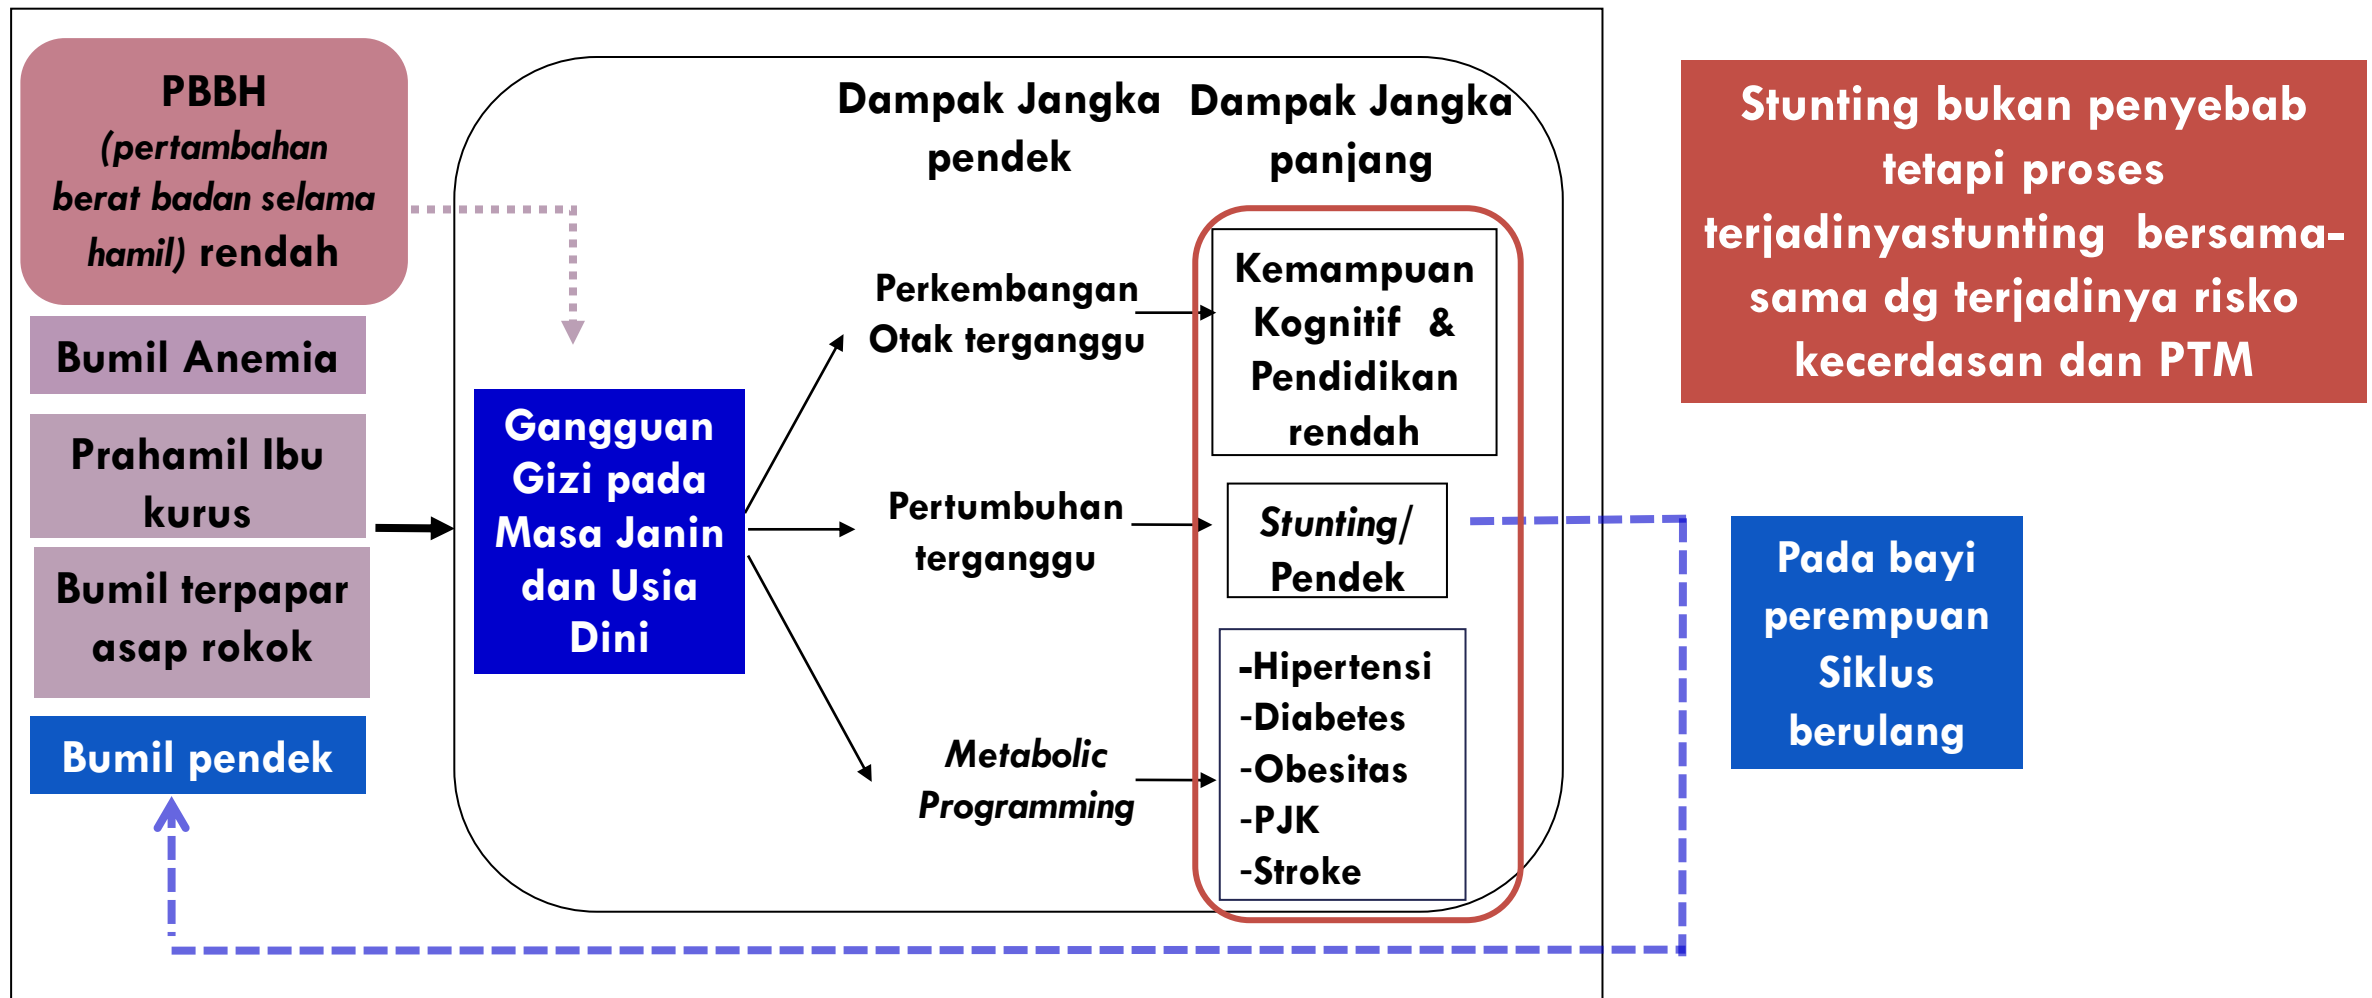 PBBH
(pertambahan
berat badan selama
hamil) rendah
Bumil Anemia
Prahamil Ibu
kurus
Bumil terpapar
asap rokok
Bumil pendek
Gangguan
Gizi pada
Masa Janin
dan Usia
Dini
Dampak Jangka
pendek
Perkembangan
Otak terganggu
Pertumbuhan
terganggu
Metabolic
Programming
Dampak Jangka
panjang
Kemampuan
Kognitif &
Pendidikan
rendah
Stunting/
Pendek
-Hipertensi
-Diabetes
-Obesitas
-PJK
-Stroke
Stunting bukan penyebab
tetapi proses
terjadinyastunting bersama-
sama dg terjadinya risiko
kecerdasan dan PTM
Pada bayi
perempuan
Siklus
berulang